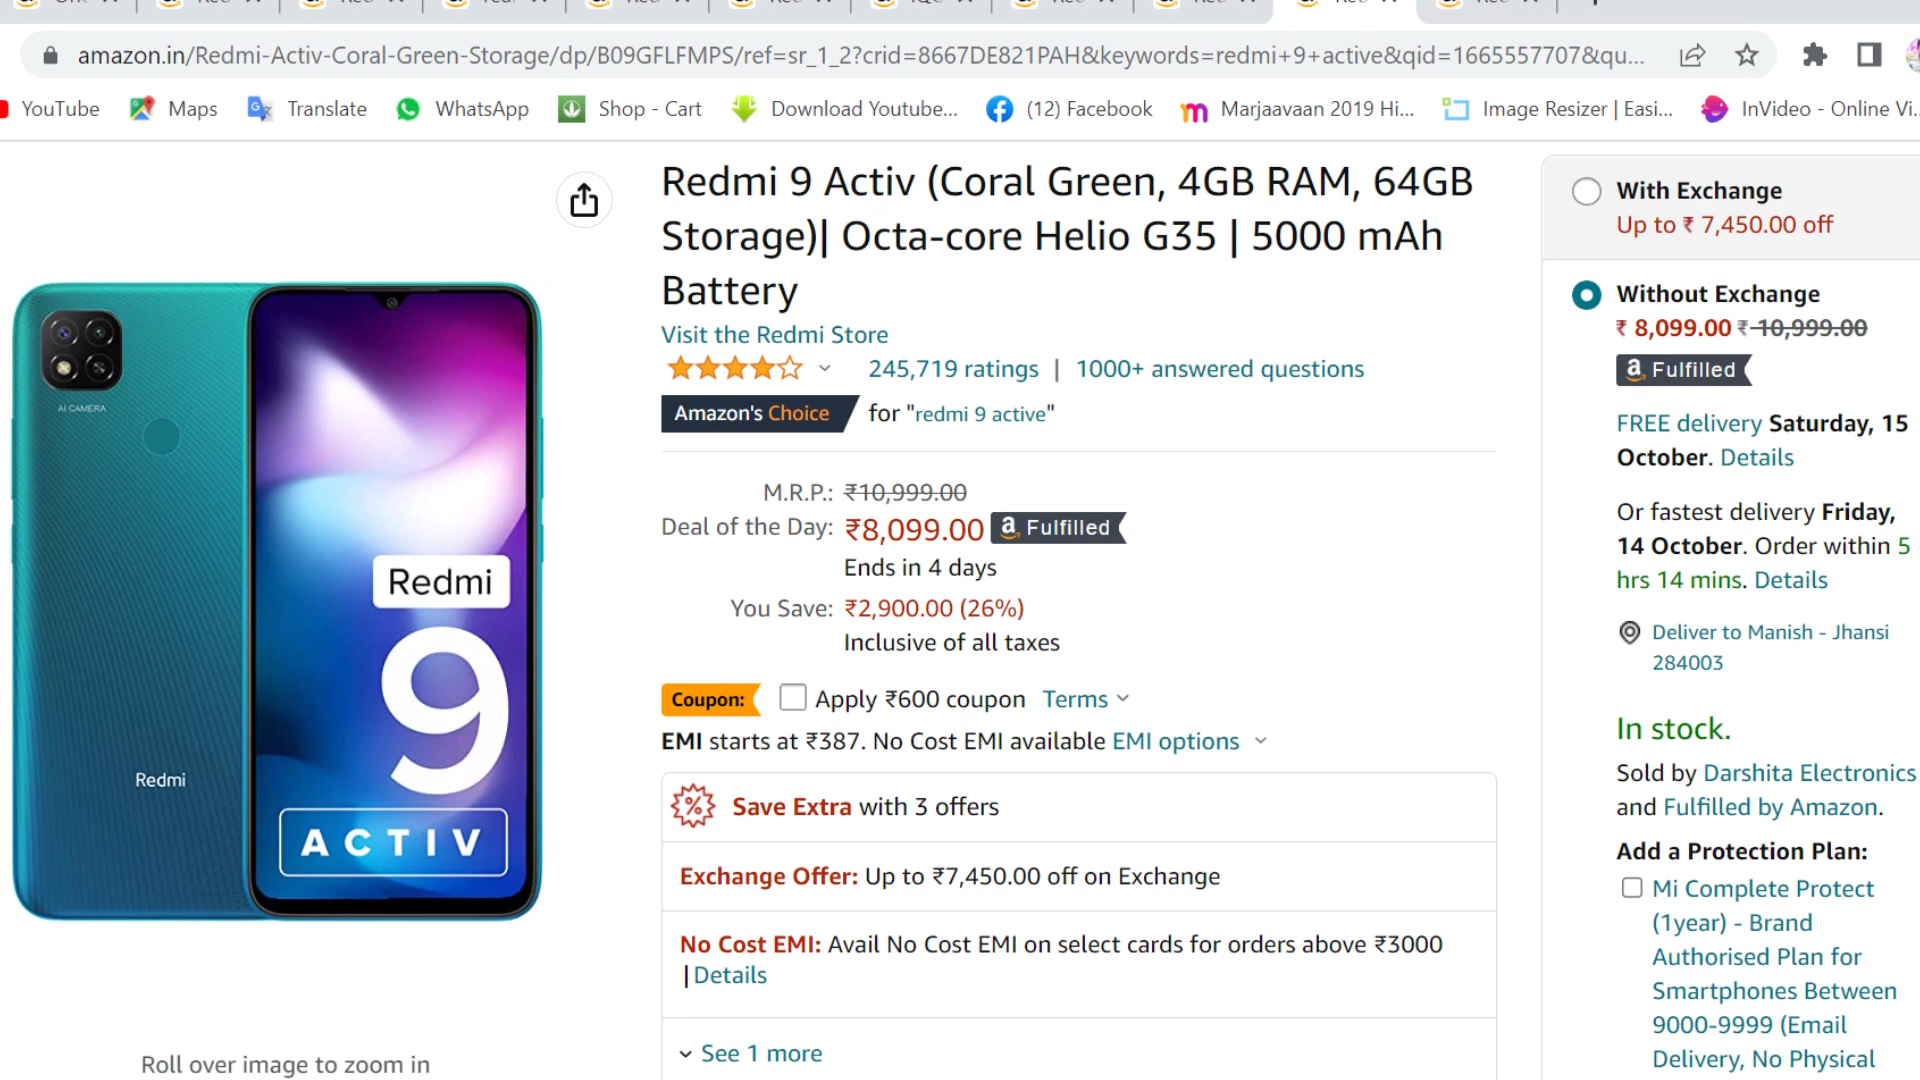 amazon.in/Redmi-Activ-Coral-Green-Storage/dp/B09GFLFMPS/ref=sr_1_2?crid=8667DE821PAH&keywords=redmi+9+active&qid=1665557707&qu...
YouTube Maps Translate WhatsApp Shop - Cart Download Youtube... (12) Facebook Marjaavaan 2019 Hi... Image Resizer | Easi... InVideo - Online Vi...
AI CAMERA
Redmi
Redmi
9
ACTIV
Roll over image to zoom in
Redmi 9 Activ (Coral Green, 4GB RAM, 64GB
Storage)| Octa-core Helio G35 | 5000 mAh
Battery
Visit the Redmi Store
245,719 ratings | 1000+ answered questions
Amazon's Choice for "redmi 9 active"
M.R.P.: ₹10,999.00
Deal of the Day: ₹8,099.00 a Fulfilled
Ends in 4 days
You Save: ₹2,900.00 (26%)
Inclusive of all taxes
Coupon: Apply ₹600 coupon Terms
EMI starts at ₹387. No Cost EMI available EMI options
Save Extra with 3 offers
Exchange Offer: Up to ₹7,450.00 off on Exchange
No Cost EMI: Avail No Cost EMI on select cards for orders above ₹3000
| Details
See 1 more
With Exchange
Up to ₹ 7,450.00 off
Without Exchange
₹ 8,099.00 ₹ 10,999.00
a Fulfilled
FREE delivery Saturday, 15
October. Details
Or fastest delivery Friday,
14 October. Order within 5
hrs 14 mins. Details
Deliver to Manish - Jhansi
284003
In stock.
Sold by Darshita Electronics
and Fulfilled by Amazon.
Add a Protection Plan:
Mi Complete Protect
(1year) - Brand
Authorised Plan for
Smartphones Between
9000-9999 (Email
Delivery, No Physical